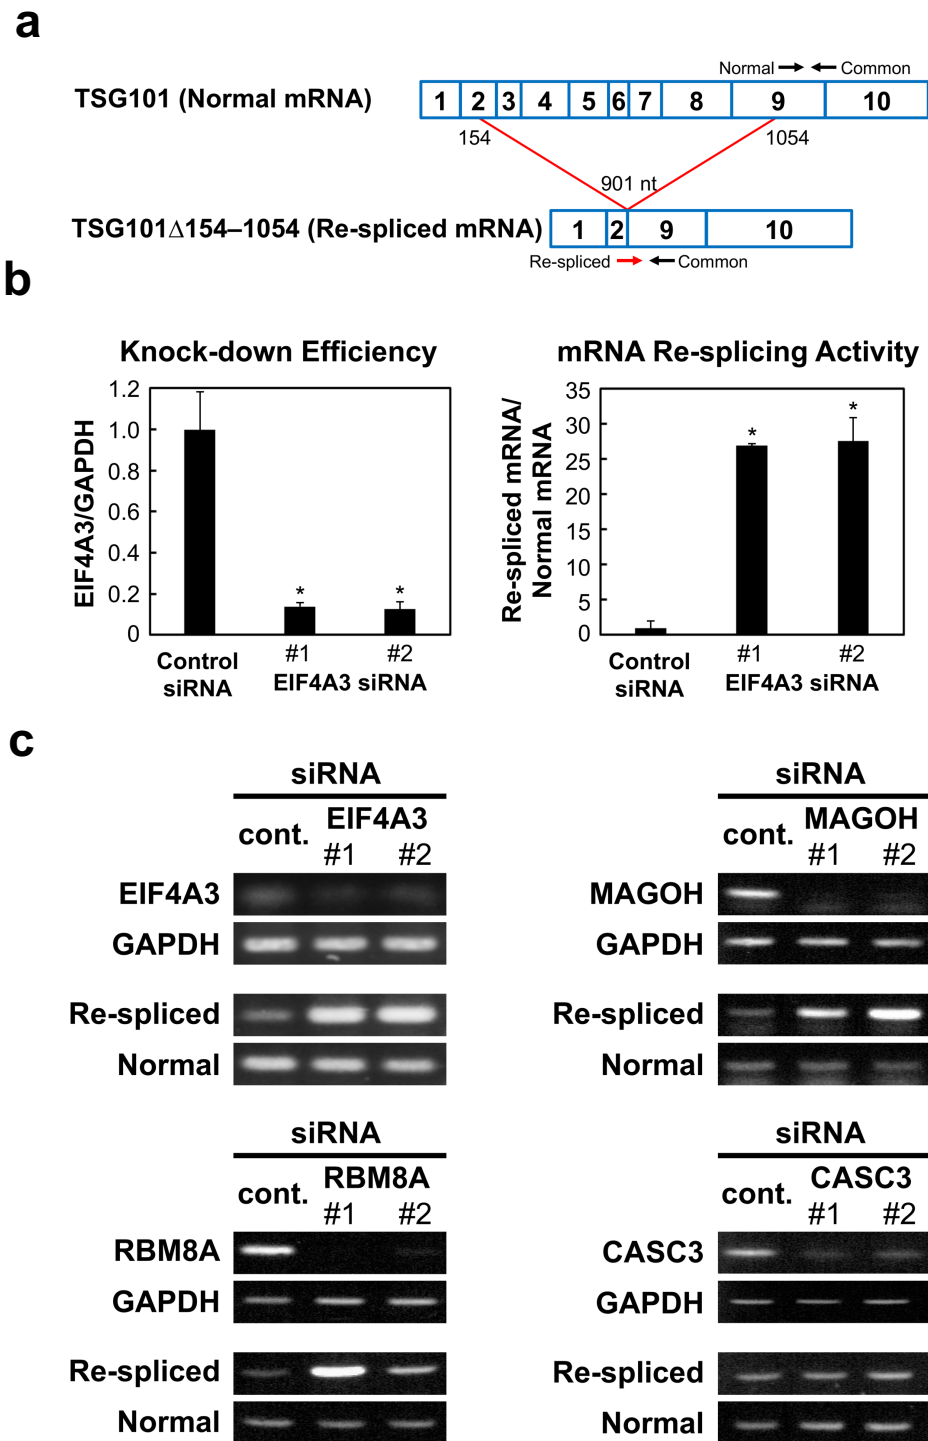 a
Normal Common
TSG101 (Normal mRNA)
1 2 3 4 5 6 7 8 9 10
154 1054
901 nt
TSG101Δ154–1054 (Re-spliced mRNA)
1 2 9 10
Re-spliced Common
b
Knock-down Efficiency
EIF4A3/GAPDH
1.2
1.0
0.8
0.6
0.4
0.2
0
* *
Control
siRNA
#1 #2
EIF4A3 siRNA
mRNA Re-splicing Activity
Re-spliced mRNA/
Normal mRNA
35
30
25
20
15
10
5
0
* *
Control
siRNA
#1 #2
EIF4A3 siRNA
c
siRNA
cont. EIF4A3
#1 #2
EIF4A3
GAPDH
Re-spliced
Normal
siRNA
cont. MAGOH
#1 #2
MAGOH
GAPDH
Re-spliced
Normal
siRNA
cont. RBM8A
#1 #2
RBM8A
GAPDH
Re-spliced
Normal
siRNA
cont. CASC3
#1 #2
CASC3
GAPDH
Re-spliced
Normal